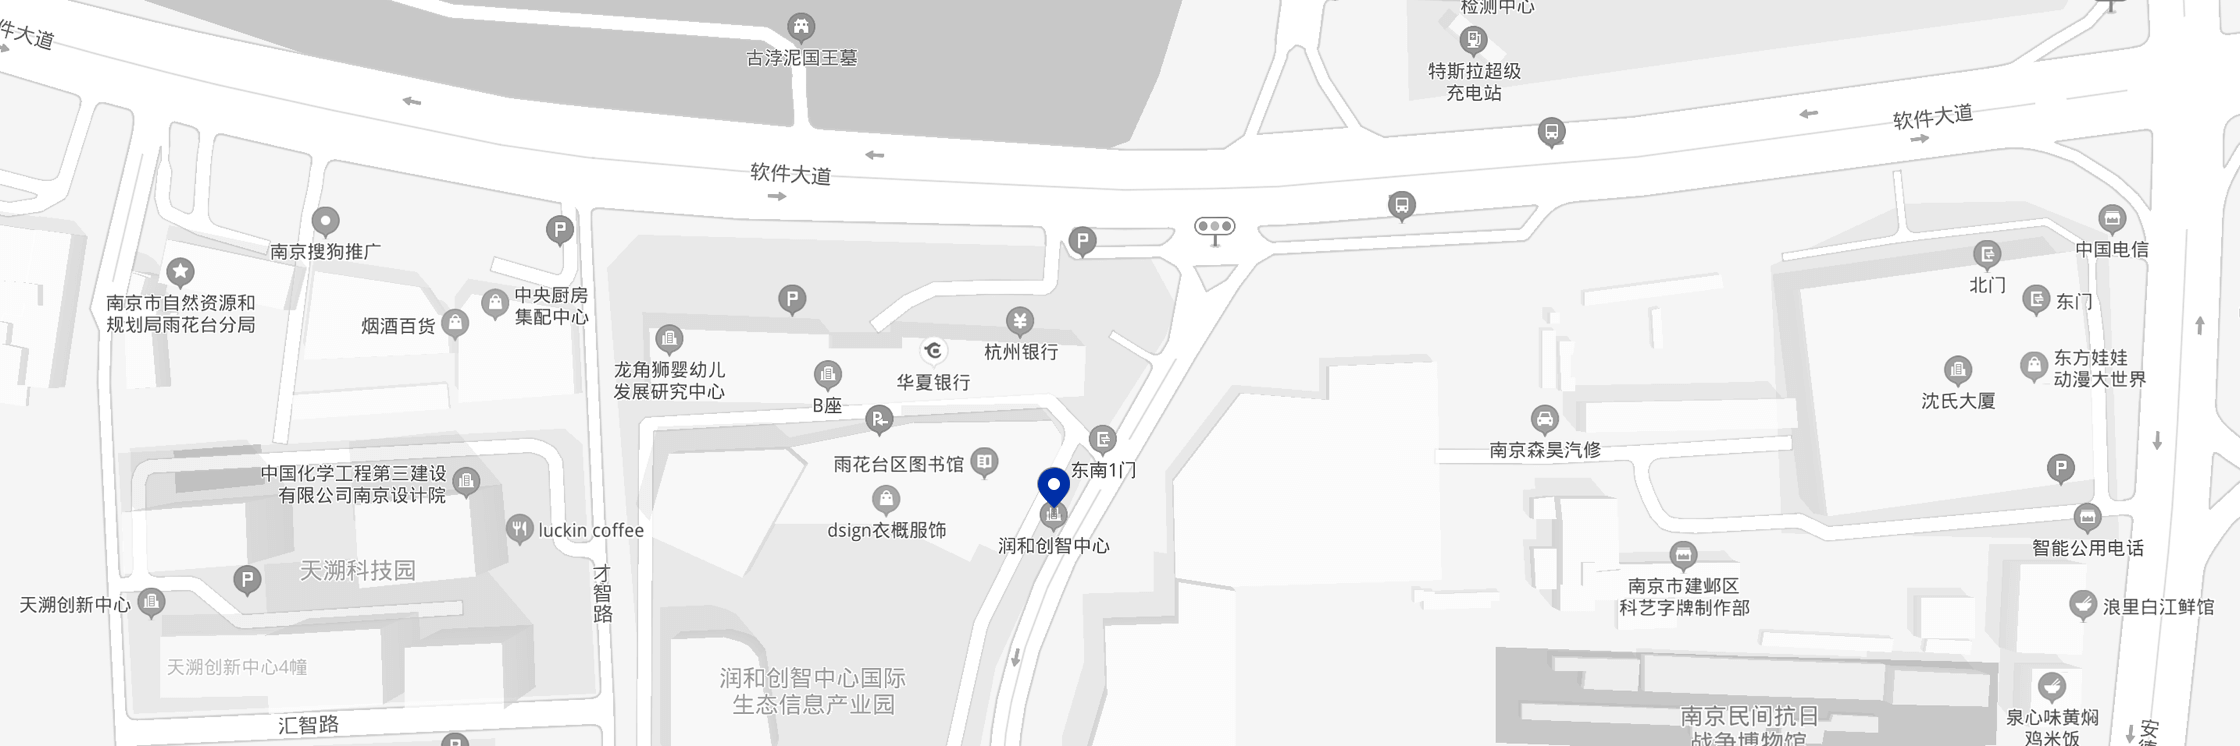 件大道
检测中心
古浡泥国王墓
特斯拉超级
充电站
软件大道
软件大道
P
南京搜狗推广
P
中国电信
南京市自然资源和
规划局雨花台分局
中央厨房
集配中心
烟酒百货
P
北门
东门
杭州银行
龙角狮婴幼儿
发展研究中心
华夏银行
B座
东方娃娃
动漫大世界
沈氏大厦
南京森昊汽修
雨花台区图书馆
东南1门
P
中国化学工程第三建设
有限公司南京设计院
luckin coffee
dsign衣概服饰
润和创智中心
智能公用电话
天溯科技园
P
才智路
天溯创新中心
南京市建邺区
科艺字牌制作部
浪里白江鲜馆
天溯创新中心4幢
润和创智中心国际
生态信息产业园
汇智路
南京民间抗日
战争博物馆
泉心味黄焖
鸡米饭
安德